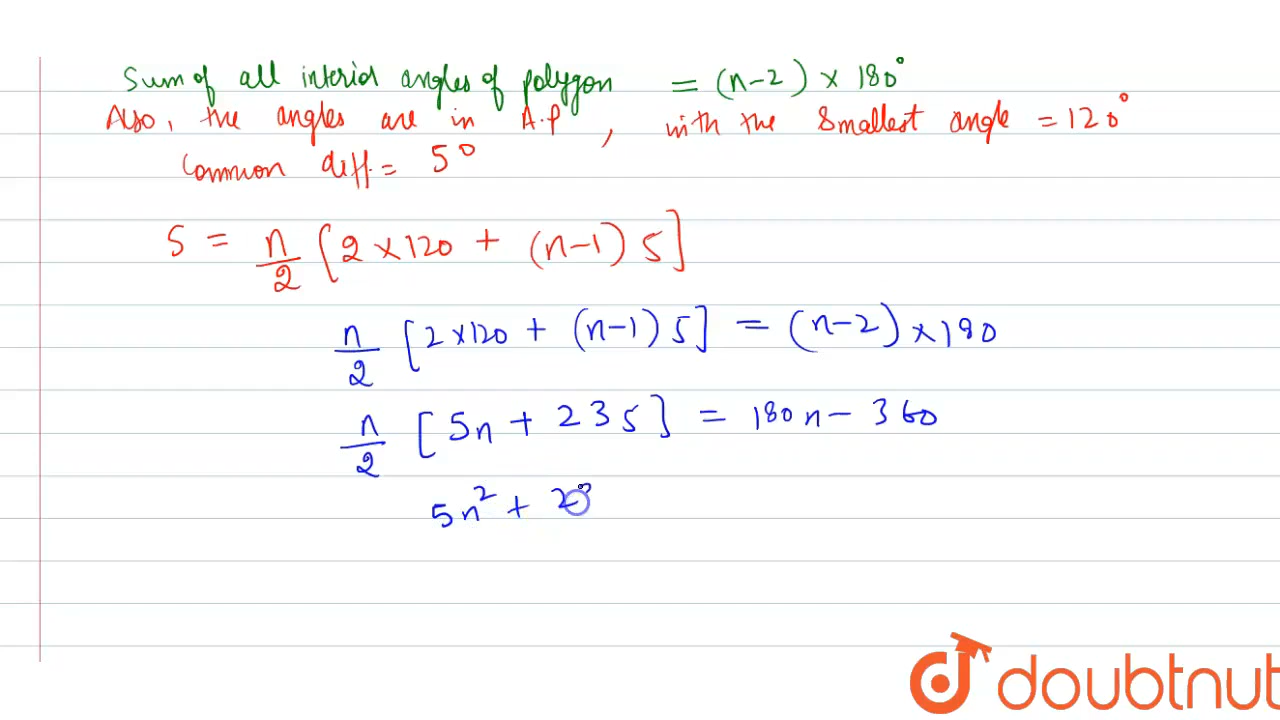 Sum of all interior angles of polygon = (n-2) × 180°
Also, the angles are in A.P, with the smallest angle = 120°
Common diff. = 5°
S = n/2 [2 × 120 + (n-1) 5]
n/2 [2 × 120 + (n-1) 5] = (n-2) × 180
n/2 [5n + 235] = 180n - 360
5n² + 23
doubtnut